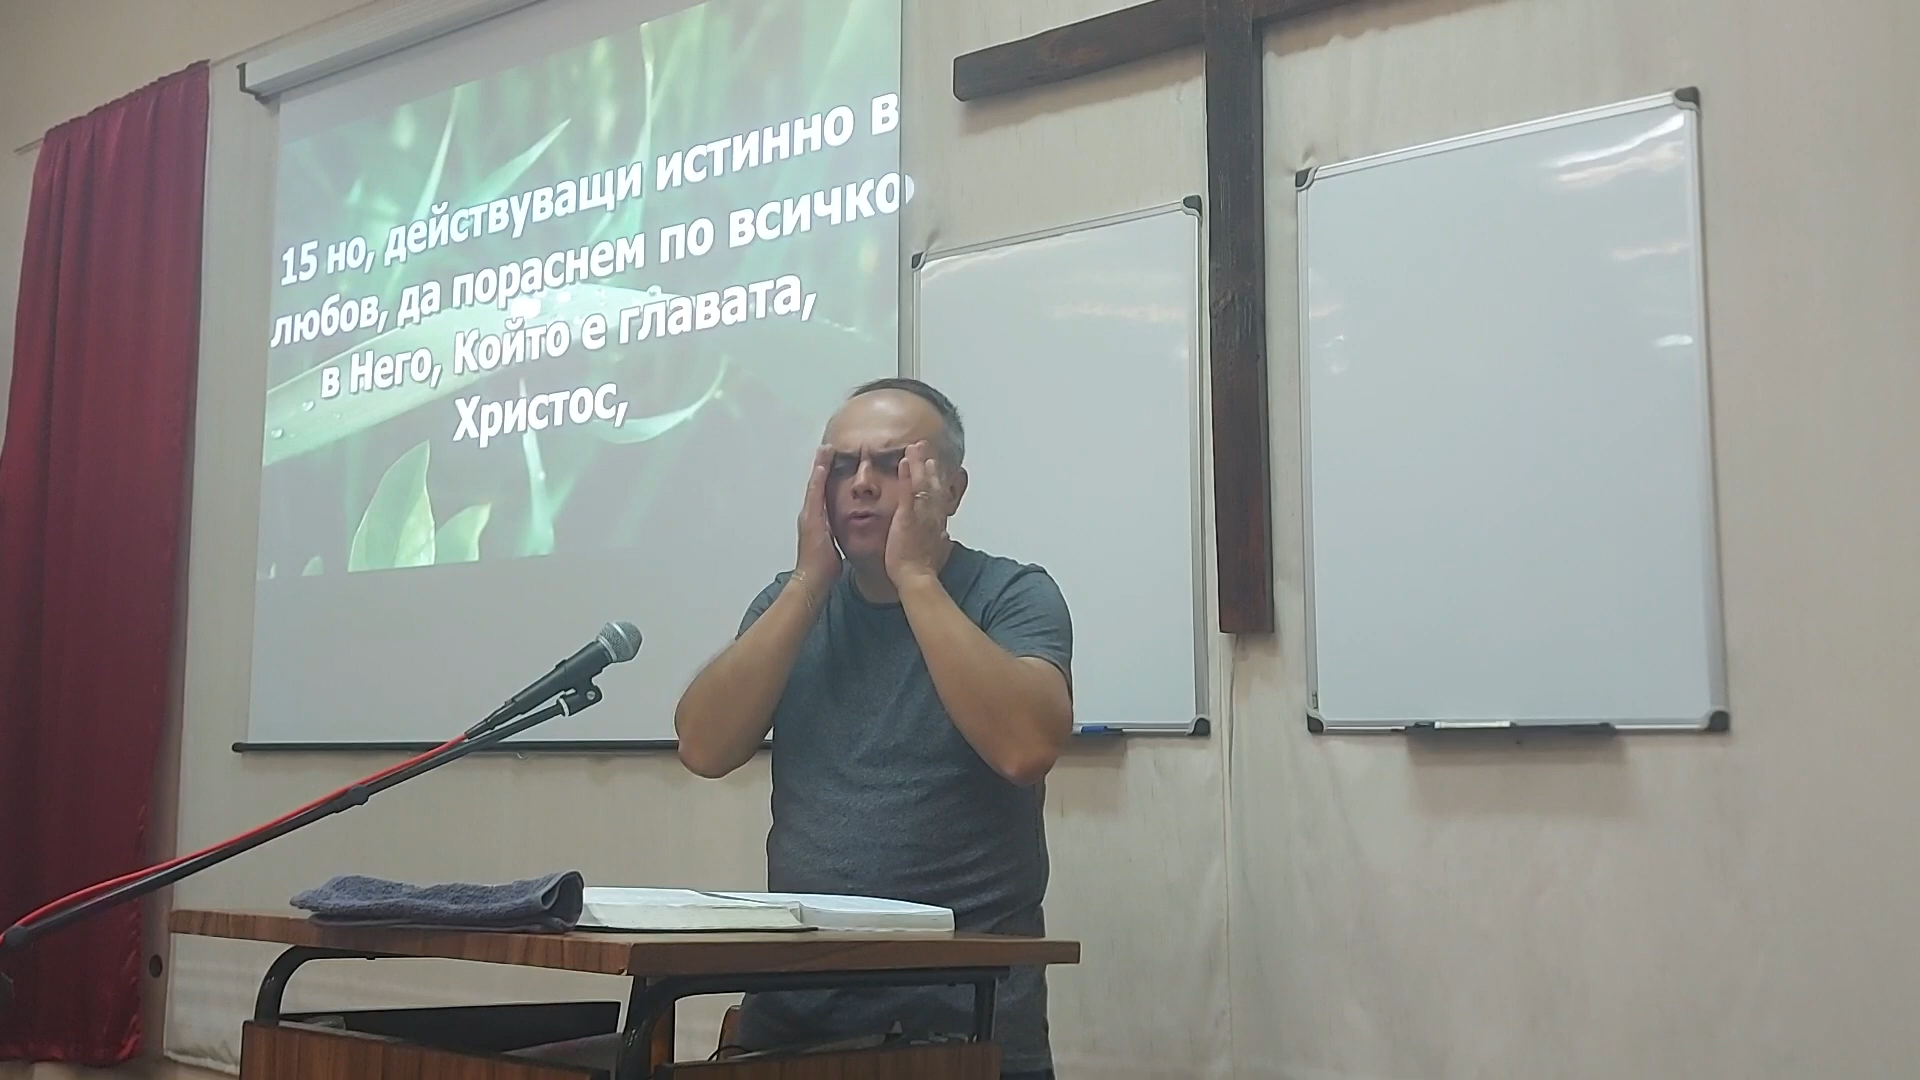 15 но, действуващи истинно в
любов, да пораснем по всичко
в Него, Който е главата,
Христос,